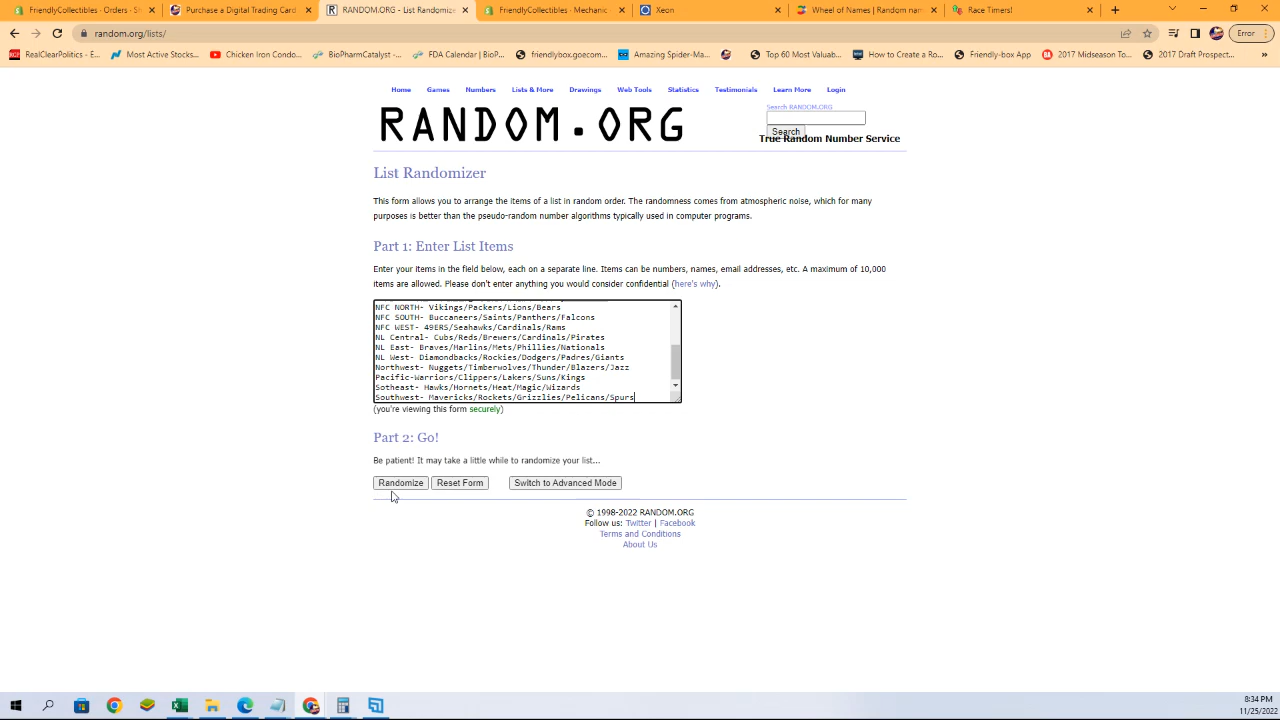 FriendlyCollectibles - Orders - Sh
Purchase a Digital Trading Card
RANDOM.ORG - List Randomize
FriendlyCollectibles - Mechanic
Xeon
Wheel of Names | Random nam
Race Timers!
random.org/lists/
Error
RealClearPolitics -...
Most Active Stocks...
Chicken Iron Condo...
BioPharmCatalyst -...
FDA Calendar | BioP...
friendlybox.goecom...
Amazing Spider-Ma...
Top 60 Most Valuab...
How to Create a Ro...
Friendly-box App
2017 Midseason To...
2017 Draft Prospect...
Home Games Numbers Lists & More Drawings Web Tools Statistics Testimonials Learn More Login
Search RANDOM.ORG
RANDOM.ORG
Search
True Random Number Service
List Randomizer
This form allows you to arrange the items of a list in random order. The randomness comes from atmospheric noise, which for many
purposes is better than the pseudo-random number algorithms typically used in computer programs.
Part 1: Enter List Items
Enter your items in the field below, each on a separate line. Items can be numbers, names, email addresses, etc. A maximum of 10,000
items are allowed. Please don't enter anything you would consider confidential (here's why).
NFC NORTH- Vikings/Packers/Lions/Bears
NFC SOUTH- Buccaneers/Saints/Panthers/Falcons
NFC WEST- 49ERS/Seahawks/Cardinals/Rams
NL Central- Cubs/Reds/Brewers/Cardinals/Pirates
NL East- Braves/Marlins/Mets/Phillies/Nationals
NL West- Diamondbacks/Rockies/Dodgers/Padres/Giants
Northwest- Nuggets/Timberwolves/Thunder/Blazers/Jazz
Pacific-Warriors/Clippers/Lakers/Suns/Kings
Sotheast- Hawks/Hornets/Heat/Magic/Wizards
Southwest- Mavericks/Rockets/Grizzlies/Pelicans/Spurs
(you're viewing this form securely)
Part 2: Go!
Be patient! It may take a little while to randomize your list...
Randomize
Reset Form
Switch to Advanced Mode
© 1998-2022 RANDOM.ORG
Follow us: Twitter | Facebook
Terms and Conditions
About Us
8:34 PM
11/25/2022